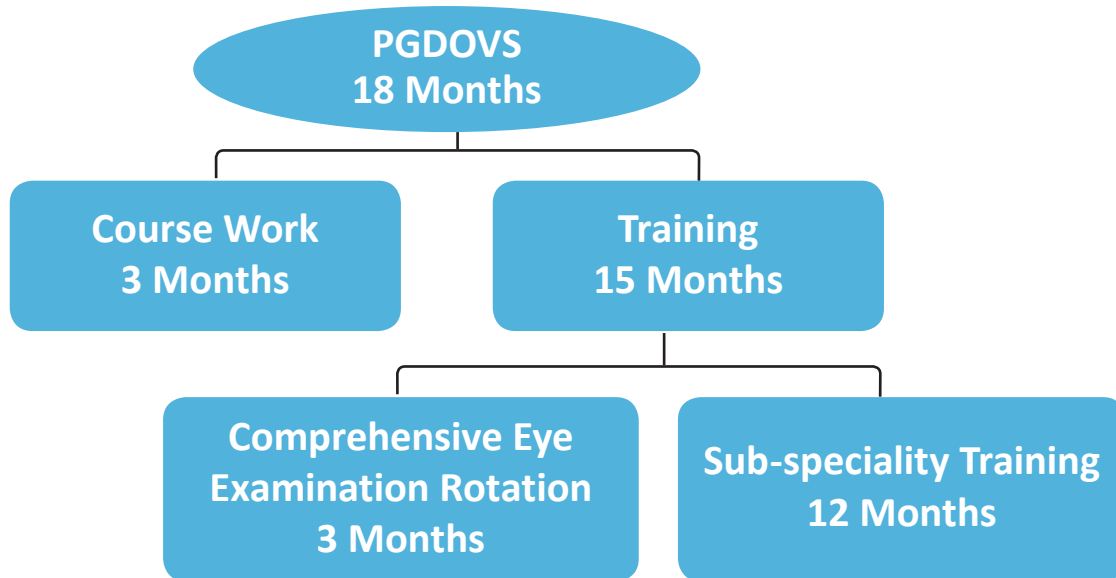 PGDOVS
18 Months
Course Work
3 Months
Training
15 Months
Comprehensive Eye
Examination Rotation
3 Months
Sub-speciality Training
12 Months